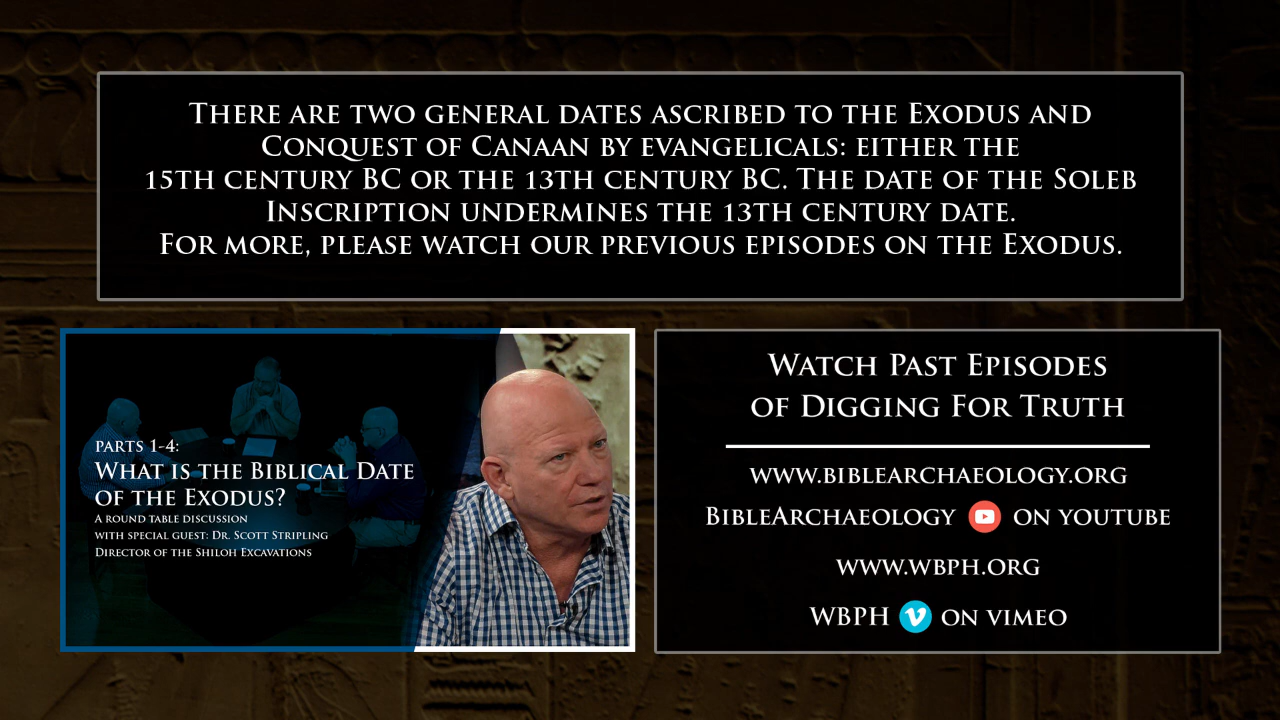 There are two general dates ascribed to the Exodus and
Conquest of Canaan by evangelicals: either the
15th century BC or the 13th century BC. The date of the Soleb
Inscription undermines the 13th century date.
For more, please watch our previous episodes on the Exodus.
parts 1-4:
What is the Biblical Date
of the Exodus?
A round table discussion
with special guest: Dr. Scott Stripling
Director of the Shiloh Excavations
Watch Past Episodes
of Digging For Truth
www.biblearchaeology.org
BibleArchaeology on youtube
www.wbph.org
WBPH on vimeo